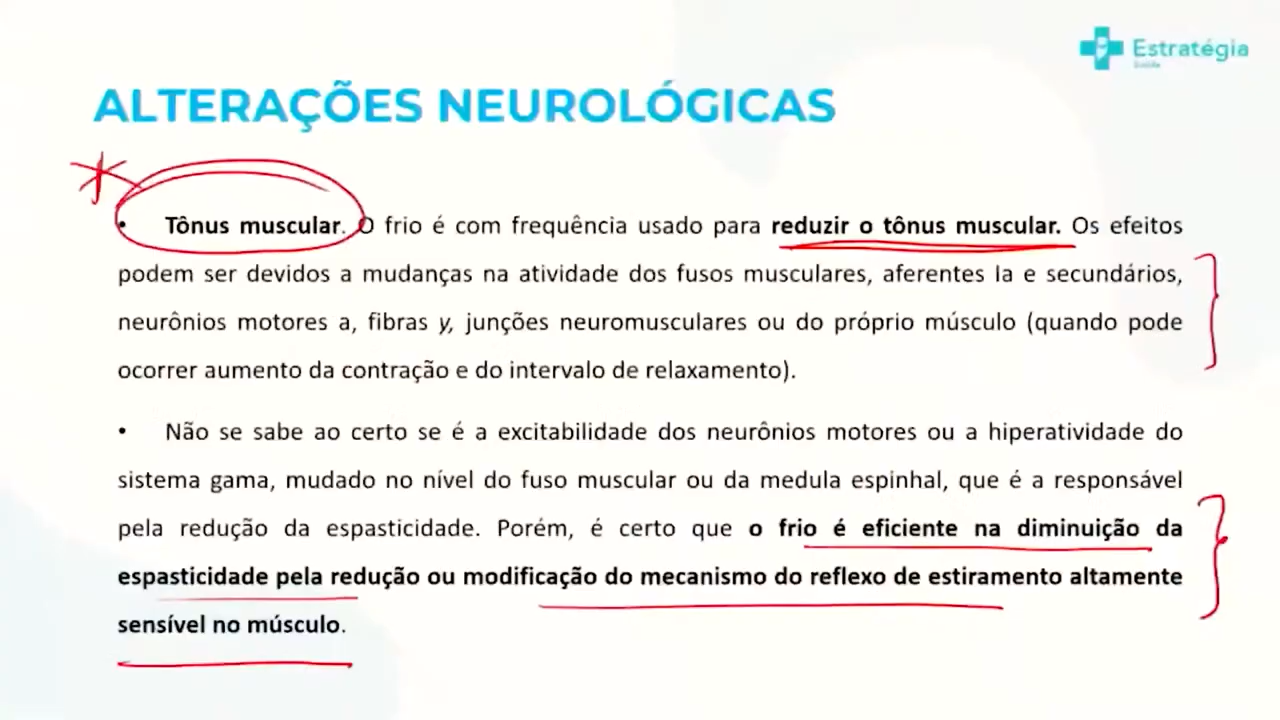 Estratégia
Saúde
ALTERAÇÕES NEUROLÓGICAS
• Tônus muscular. O frio é com frequência usado para reduzir o tônus muscular. Os efeitos
podem ser devidos a mudanças na atividade dos fusos musculares, aferentes Ia e secundários,
neurônios motores a, fibras y, junções neuromusculares ou do próprio músculo (quando pode
ocorrer aumento da contração e do intervalo de relaxamento).
• Não se sabe ao certo se é a excitabilidade dos neurônios motores ou a hiperatividade do
sistema gama, mudado no nível do fuso muscular ou da medula espinhal, que é a responsável
pela redução da espasticidade. Porém, é certo que o frio é eficiente na diminuição da
espasticidade pela redução ou modificação do mecanismo do reflexo de estiramento altamente
sensível no músculo.